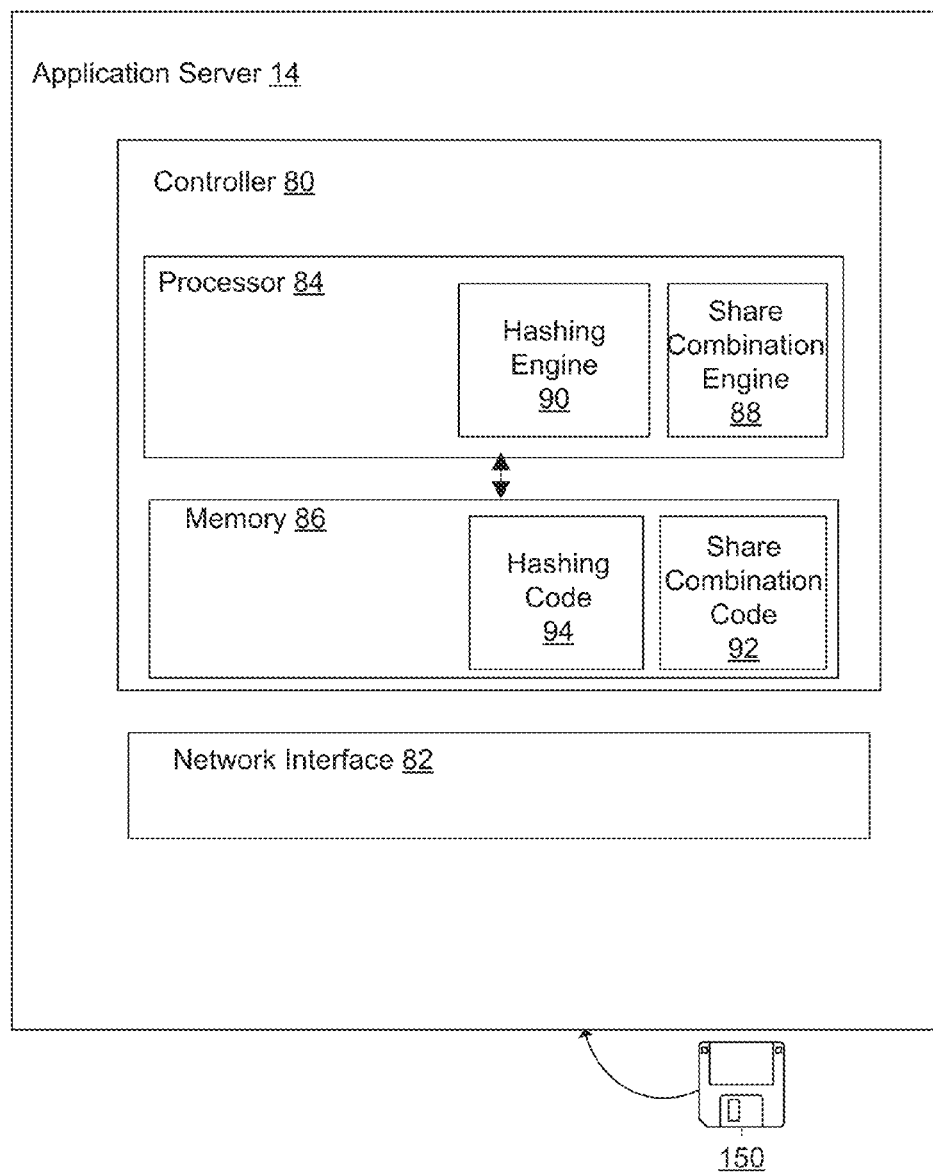 Application Server 14
Controller 80
Processor 84
Hashing
Engine
90
Share
Combination
Engine
88
Memory 86
Hashing
Code
94
Share
Combination
Code
92
Network Interface 82
150